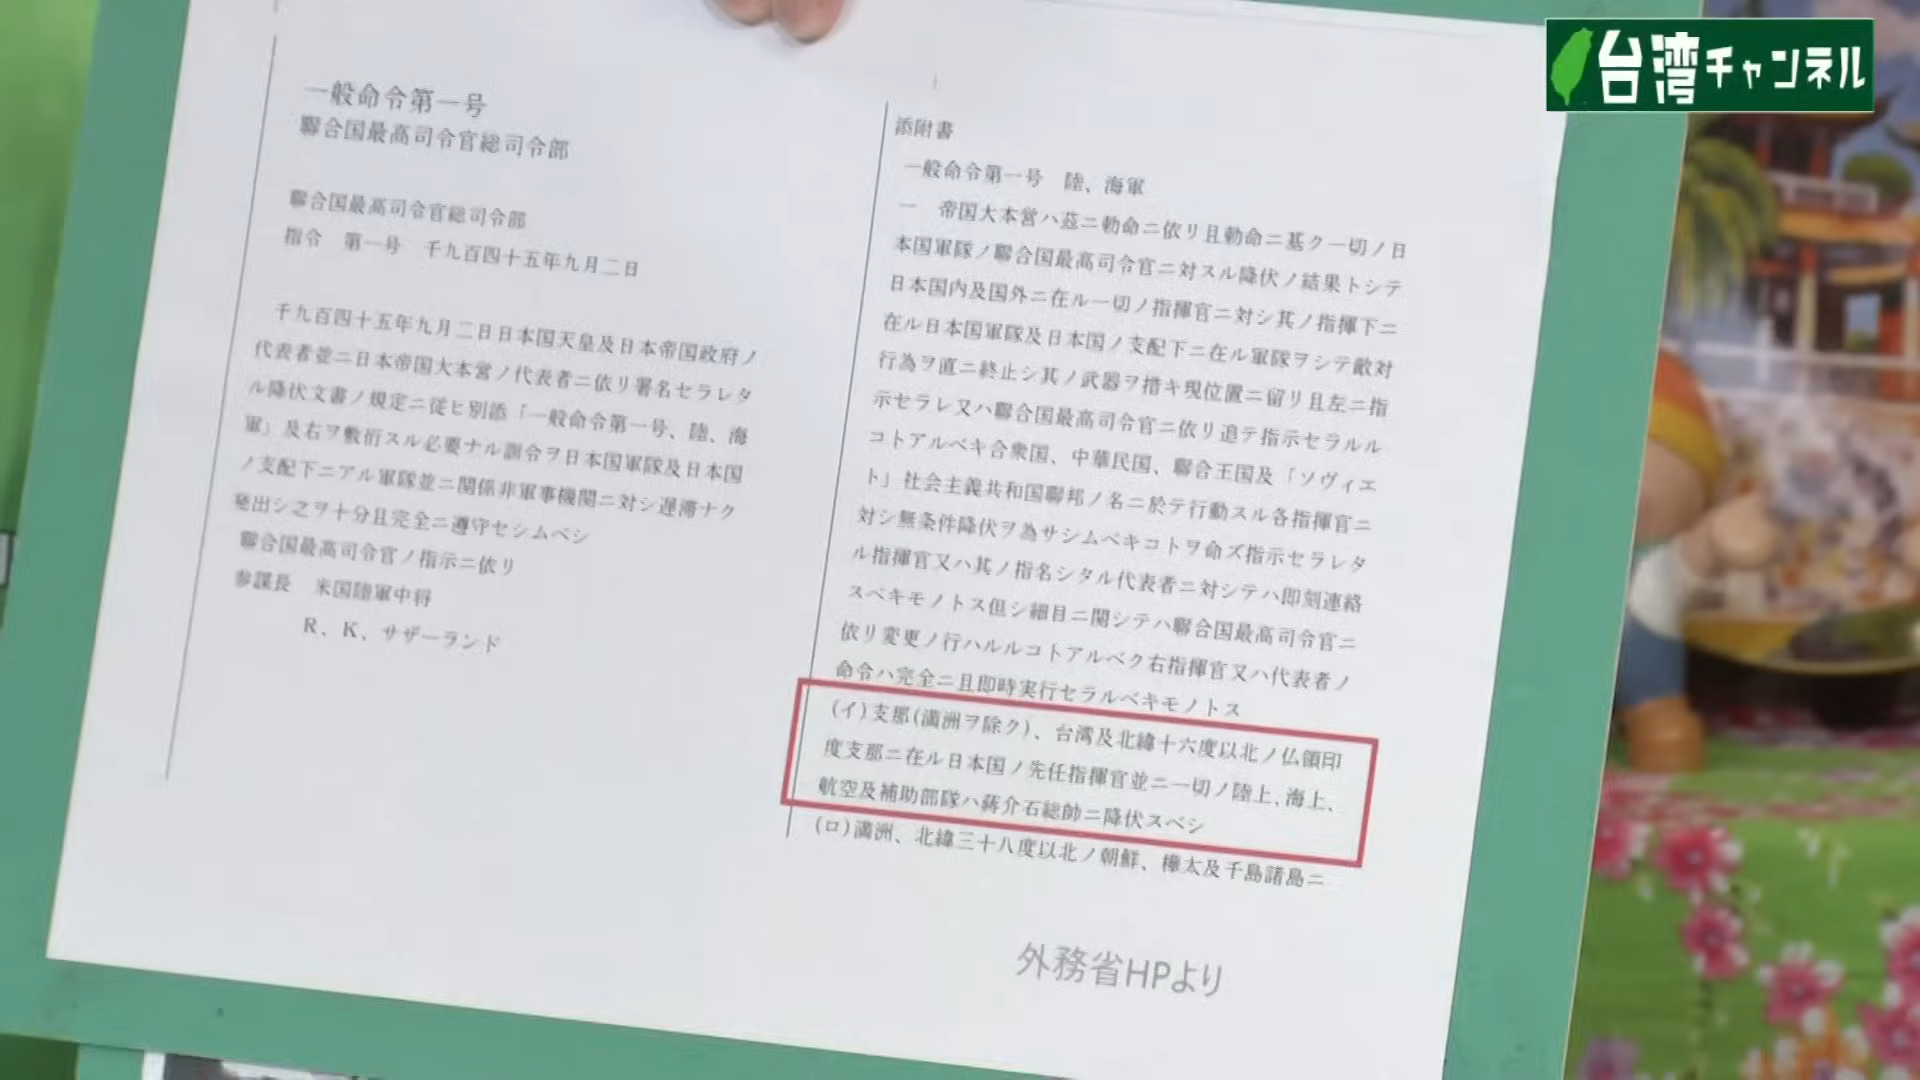 台湾チャンネル
一般命令第一号
聯合国最高司令官総司令部
聯合国最高司令官総司令部
指令　第一号　千九百四十五年九月二日
千九百四十五年九月二日日本国天皇及日本帝国政府ノ
代表者並ニ日本帝国大本営ノ代表者ニ依リ署名セラレタ
ル降伏文書ノ規定ニ従ヒ別添「一般命令第一号、陸、海
軍」及右ヲ敷衍スル必要ナル訓令ヲ日本国軍隊及日本国
ノ支配下ニアル軍隊並ニ関係非軍事機関ニ対シ遅滞ナク
発出シ之ヲ十分且完全ニ遵守セシムベシ
聯合国最高司令官ノ指示ニ依リ
参謀長　米国陸軍中将
R、K、サザーランド
添附書
一般命令第一号　陸、海軍
一　帝国大本営ハ茲ニ勅命ニ依リ且勅命ニ基ク一切ノ日
本国軍隊ノ聯合国最高司令官ニ対スル降伏ノ結果トシテ
日本国内及国外ニ在ル一切ノ指揮官ニ対シ其ノ指揮下ニ
在ル日本国軍隊及日本国ノ支配下ニ在ル軍隊ヲシテ敵対
行為ヲ直ニ終止シ其ノ武器ヲ措キ現位置ニ留リ且左ニ指
示セラレ又ハ聯合国最高司令官ニ依リ追テ指示セラルル
コトアルベキ合衆国、中華民国、聯合王国及「ソヴィエ
ト」社会主義共和国聯邦ノ名ニ於テ行動スル各指揮官ニ
対シ無条件降伏ヲ為サシムベキコトヲ命ズ指示セラレタ
ル指揮官又ハ其ノ指名シタル代表者ニ対シテハ即刻連絡
スベキモノトス但シ細目ニ関シテハ聯合国最高司令官ニ
依リ変更ノ行ハルルコトアルベク右指揮官又ハ代表者ノ
命令ハ完全ニ且即時実行セラルベキモノトス
(イ)支那(満洲ヲ除ク)、台湾及北緯十六度以北ノ仏領印
度支那ニ在ル日本国ノ先任指揮官並ニ一切ノ陸上、海上、
航空及補助部隊ハ蒋介石総帥ニ降伏スベシ
(ロ)満洲、北緯三十八度以北ノ朝鮮、樺太及千島諸島ニ
外務省HPより